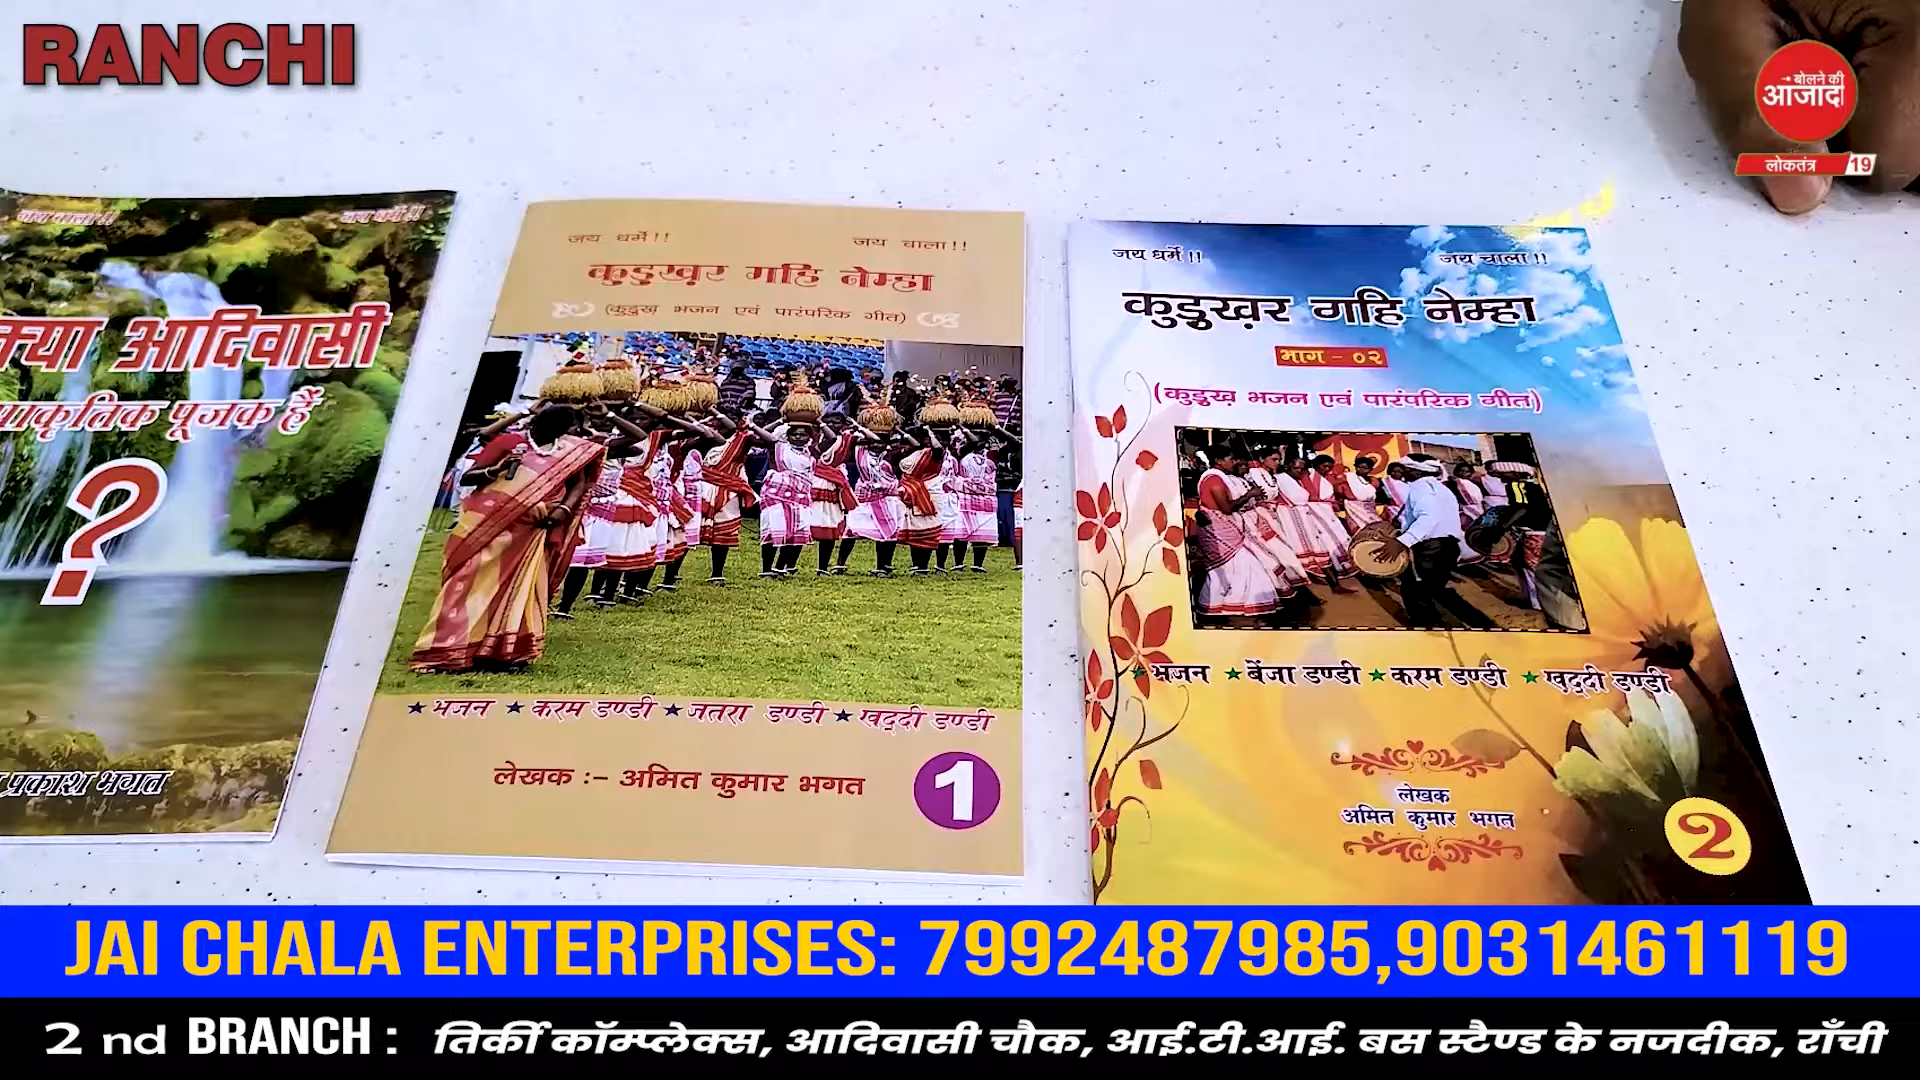 RANCHI
बोलने की
आजादी
लोकतंत्र 19
क्या आदिवासी
प्राकृतिक पूजक हैं
?
प्रकाश भगत
जय धर्मे!! जय चाला!!
कुड़ुख़र गहि नेम्हा
(कुड़ुख़ भजन एवं पारंपरिक गीत)
★ भजन ★ करम डण्डी ★ जतरा डण्डी ★ खद्दी डण्डी
लेखक :- अमित कुमार भगत
1
जय धर्मे!! जय चाला!!
कुड़ुख़र गहि नेम्हा
भाग - ०२
(कुड़ुख़ भजन एवं पारंपरिक गीत)
★ भजन ★ बेंजा डण्डी ★ करम डण्डी ★ खद्दी डण्डी
लेखक
अमित कुमार भगत
2
JAI CHALA ENTERPRISES: 7992487985,9031461119
2 nd BRANCH : तिर्की कॉम्प्लेक्स, आदिवासी चौक, आई.टी.आई. बस स्टैण्ड के नजदीक, राँची